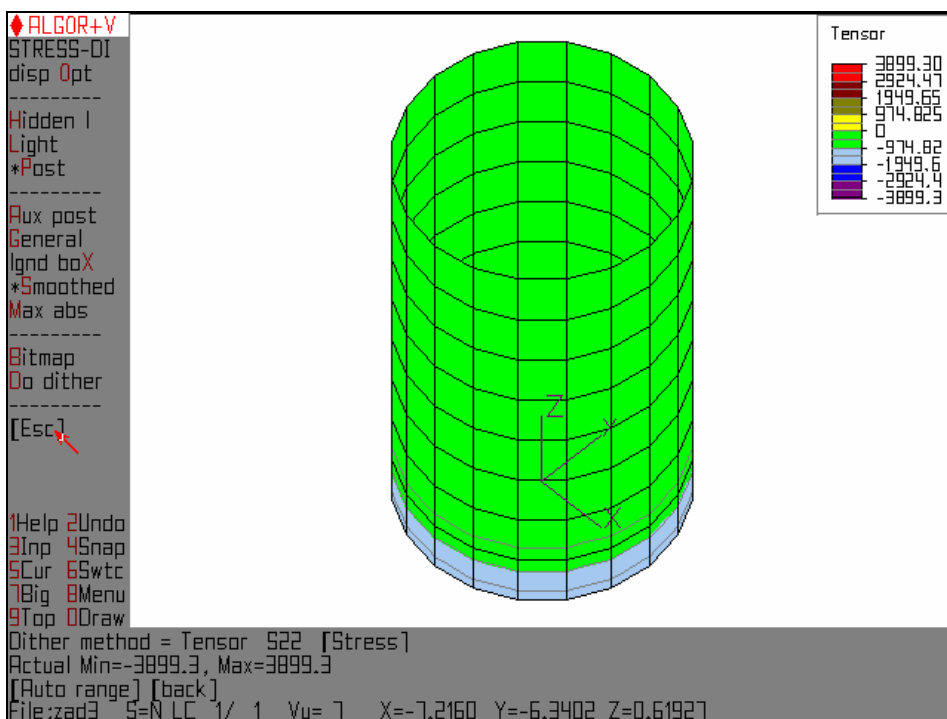 ALGOR+V
STRESS-DI
disp Opt
---------
Hidden l
Light
*Post
---------
Aux post
General
lgnd boX
*Smoothed
Max abs
---------
Bitmap
Do dither
---------
[Esc]
1Help 2Undo
3Inp 4Snap
5Cur 6Swtc
7Big 8Menu
9Top 0Draw
Tensor
3899.30
2924.47
1949.65
974.825
0
-974.82
-1949.6
-2924.4
-3899.3
Z
Y
X
Dither method = Tensor S22 [Stress]
Actual Min=-3899.3, Max=3899.3
[Auto range] [back]
File:zad3 S=N LC 1/ 1 Vu= 7 X=-7.2160 Y=-6.3402 Z=0.61927